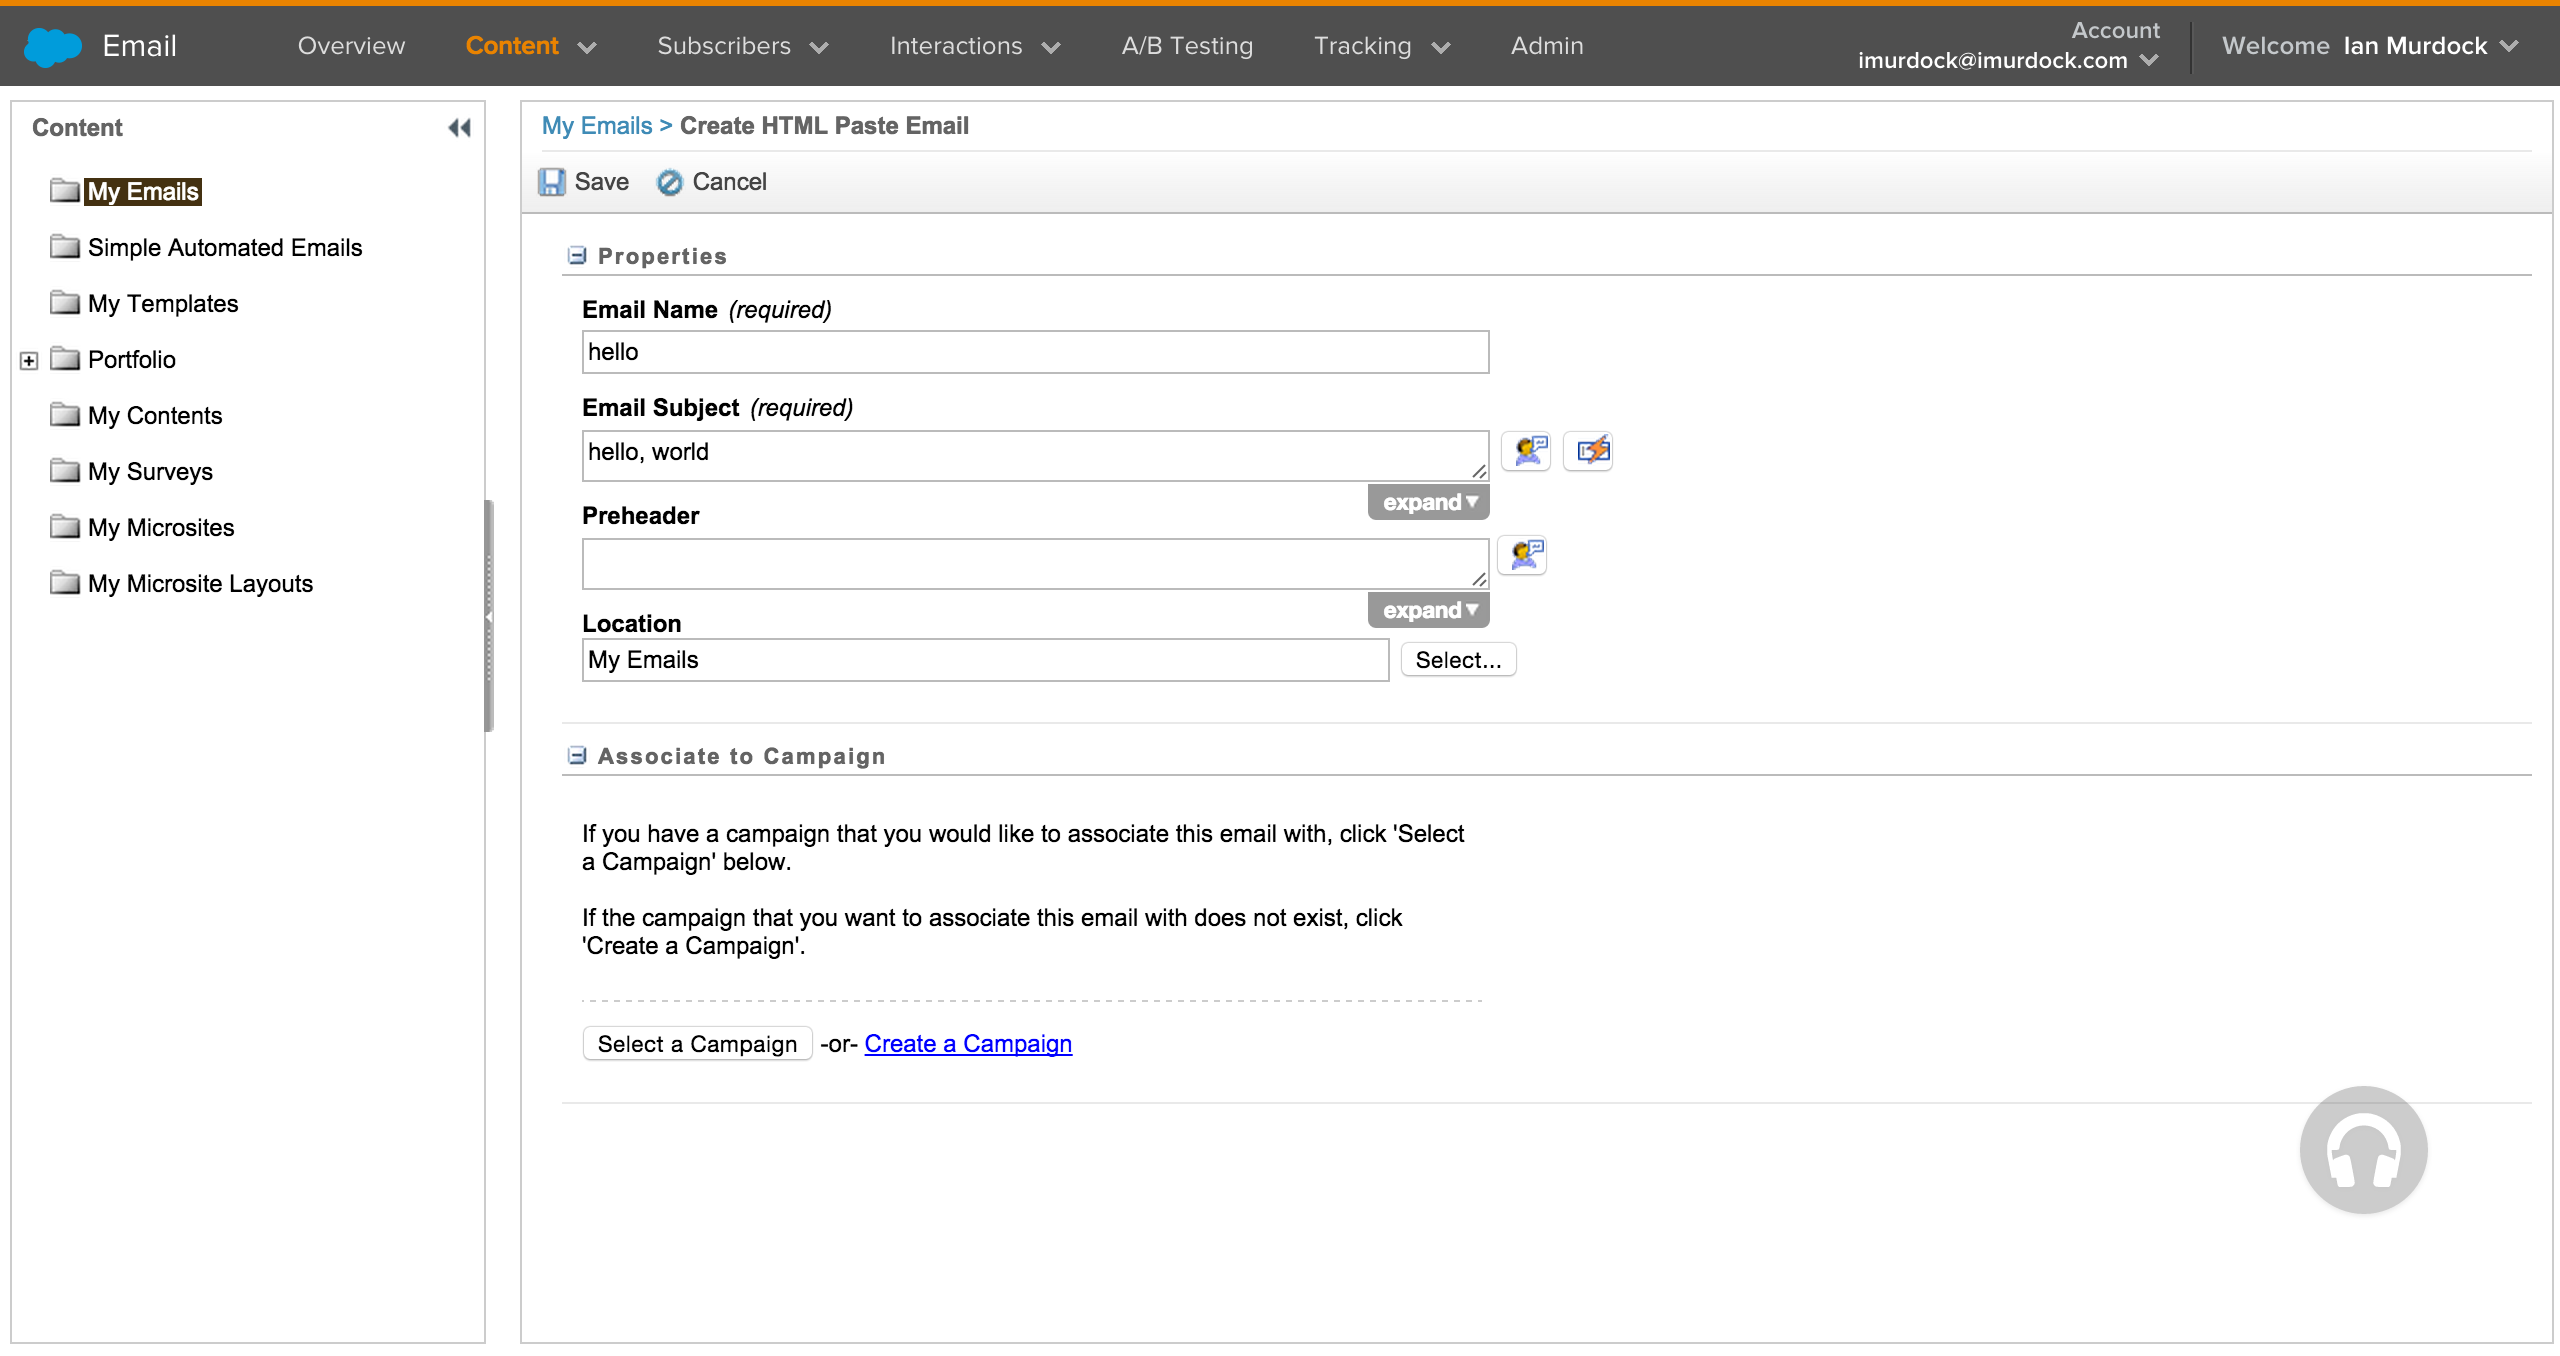 Email
Overview
Content
Subscribers
Interactions
A/B Testing
Tracking
Admin
Account
imurdock@imurdock.com
Welcome Ian Murdock
Content
My Emails
Simple Automated Emails
My Templates
Portfolio
My Contents
My Surveys
My Microsites
My Microsite Layouts
My Emails > Create HTML Paste Email
Save
Cancel
Properties
Email Name (required)
hello
Email Subject (required)
hello, world
expand
Preheader
expand
Location
My Emails
Select...
Associate to Campaign
If you have a campaign that you would like to associate this email with, click 'Select
a Campaign' below.
If the campaign that you want to associate this email with does not exist, click
'Create a Campaign'.
Select a Campaign -or- Create a Campaign